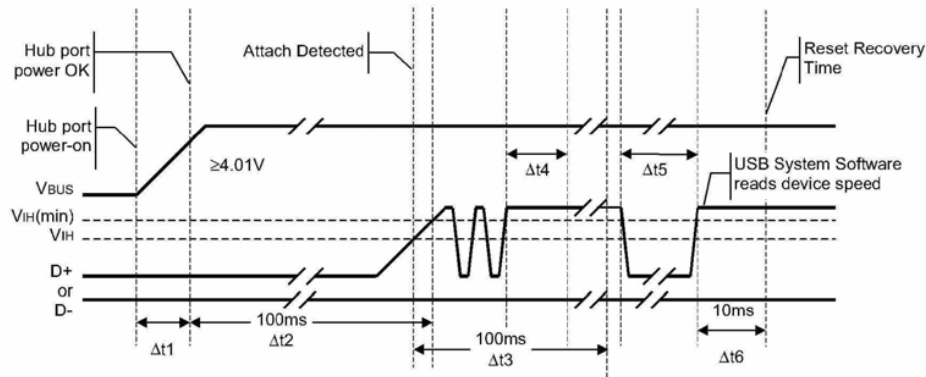 Hub port
power OK
Attach Detected
Reset Recovery
Time
Hub port
power-on
≥4.01V
Δt4
Δt5
USB System Software
reads device speed
VBUS
VIH(min)
VIH
D+
or
D-
100ms
10ms
Δt1
Δt2
100ms
Δt3
Δt6